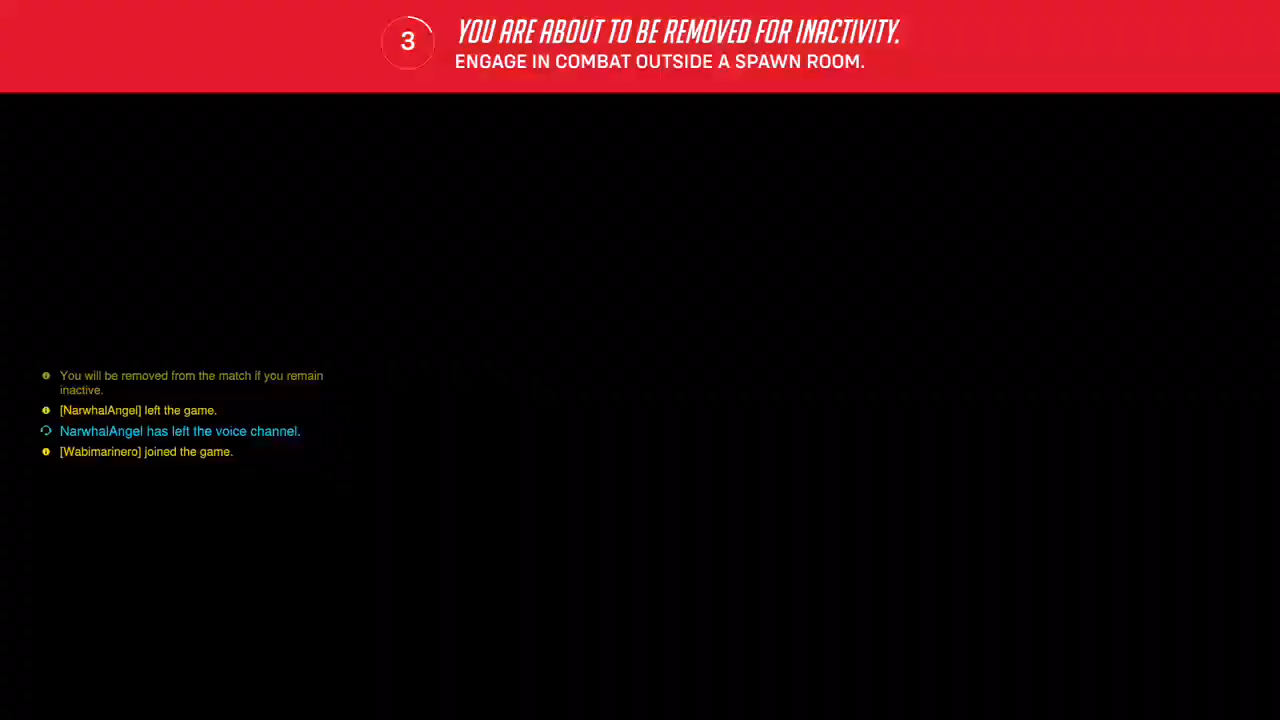 3
YOU ARE ABOUT TO BE REMOVED FOR INACTIVITY.
ENGAGE IN COMBAT OUTSIDE A SPAWN ROOM.
You will be removed from the match if you remain
inactive.
[NarwhalAngel] left the game.
NarwhalAngel has left the voice channel.
[Wabimarinero] joined the game.